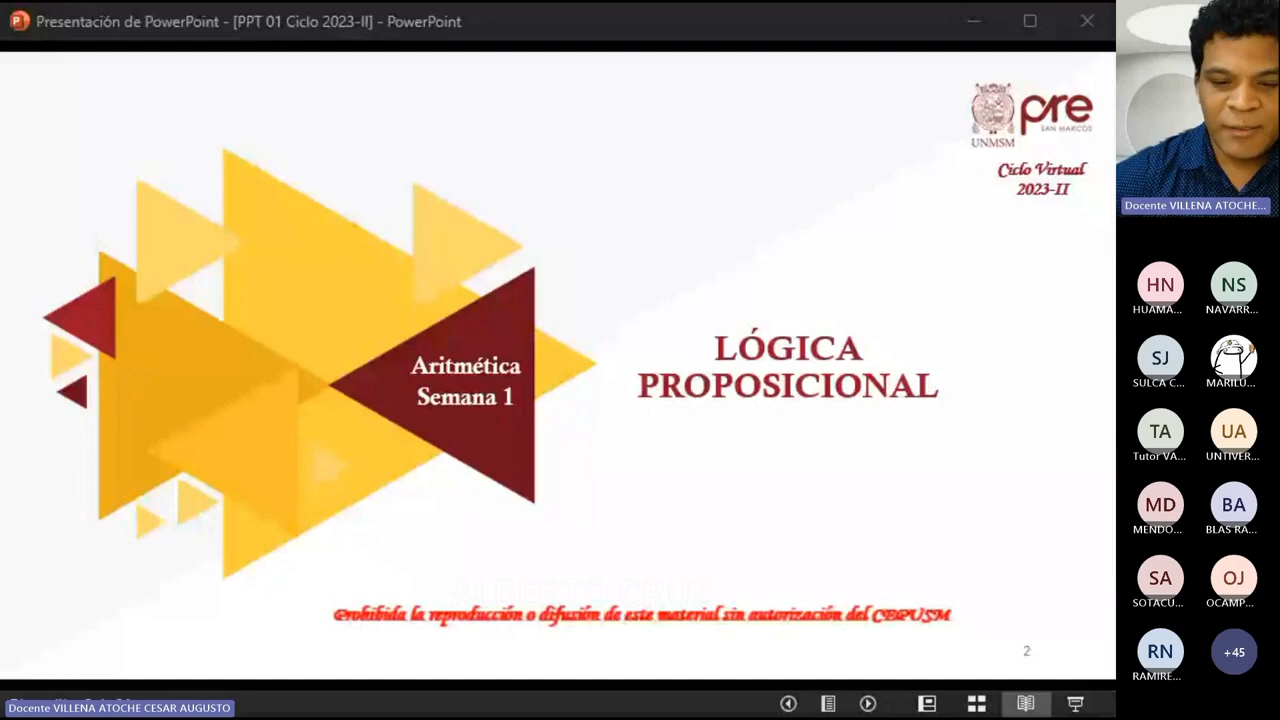 Presentación de PowerPoint - [PPT 01 Ciclo 2023-II] - PowerPoint
UNMSM
pre
SAN MARCOS
Ciclo Virtual
2023-II
Aritmética
Semana 1
LÓGICA
PROPOSICIONAL
ALBERTO CRUZ
Prohibida la reproducción o difusión de este material sin autorización del CEPUSM
2
Docente VILLENA ATOCHE CESAR AUGUSTO
Docente VILLENA ATOCHE...
HN
HUAMA...
NS
NAVARR...
SJ
SULCA C...
MARILU...
TA
Tutor VA...
UA
UNTIVER...
MD
MENDO...
BA
BLAS RA...
SA
SOTACU...
OJ
OCAMP...
RN
RAMIRE...
+45